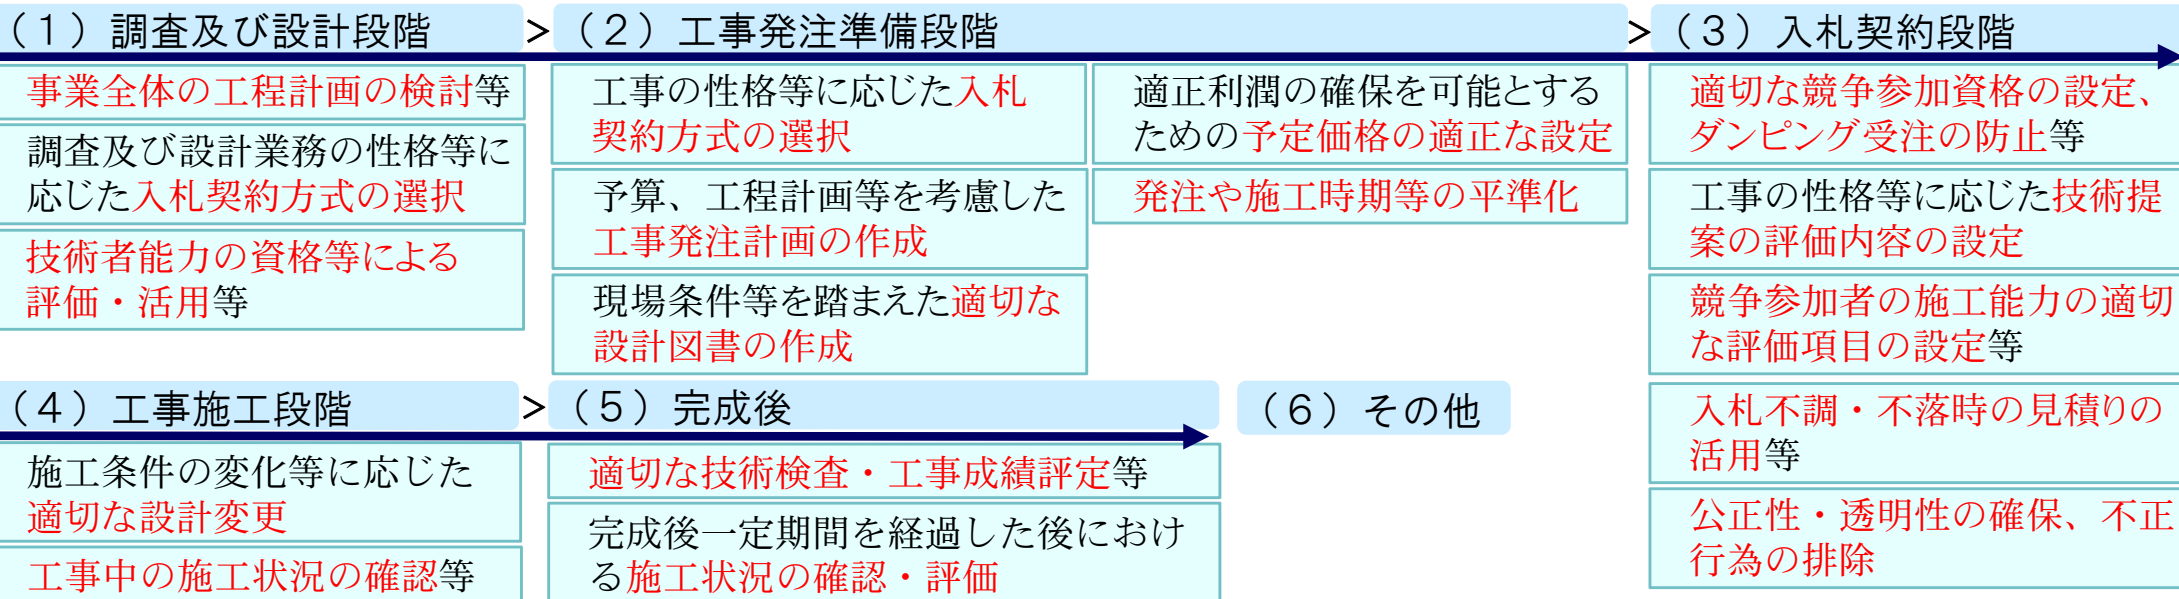 （１）調査及び設計段階
事業全体の工程計画の検討等
調査及び設計業務の性格等に
応じた入札契約方式の選択
技術者能力の資格等による
評価・活用等
>
（２）工事発注準備段階
工事の性格等に応じた入札
契約方式の選択
予算、工程計画等を考慮した
工事発注計画の作成
現場条件等を踏まえた適切な
設計図書の作成
適正利潤の確保を可能とする
ための予定価格の適正な設定
発注や施工時期等の平準化
>
（３）入札契約段階
適切な競争参加資格の設定、
ダンピング受注の防止等
工事の性格等に応じた技術提
案の評価内容の設定
競争参加者の施工能力の適切
な評価項目の設定等
入札不調・不落時の見積りの
活用等
公正性・透明性の確保、不正
行為の排除
（４）工事施工段階
施工条件の変化等に応じた
適切な設計変更
工事中の施工状況の確認等
>
（５）完成後
適切な技術検査・工事成績評定等
完成後一定期間を経過した後におけ
る施工状況の確認・評価
（６）その他